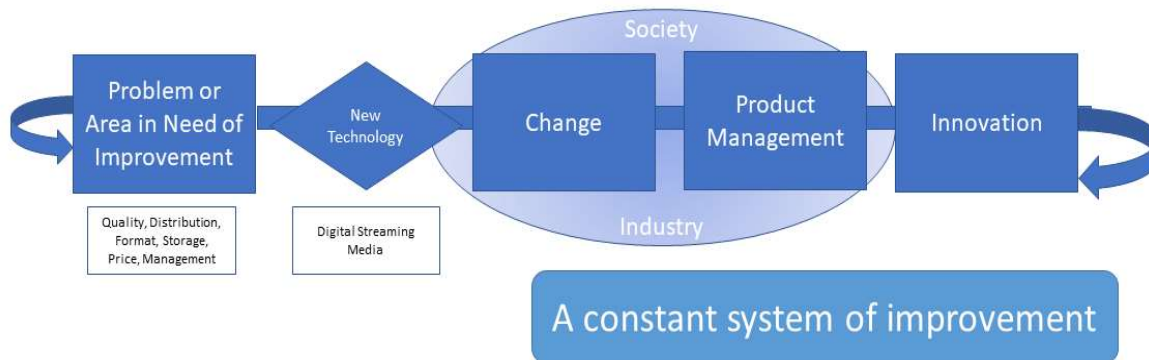 Society
Problem or
Area in Need of
Improvement
New
Technology
Change
Product
Management
Innovation
Quality, Distribution,
Format, Storage,
Price, Management
Digital Streaming
Media
Industry
A constant system of improvement